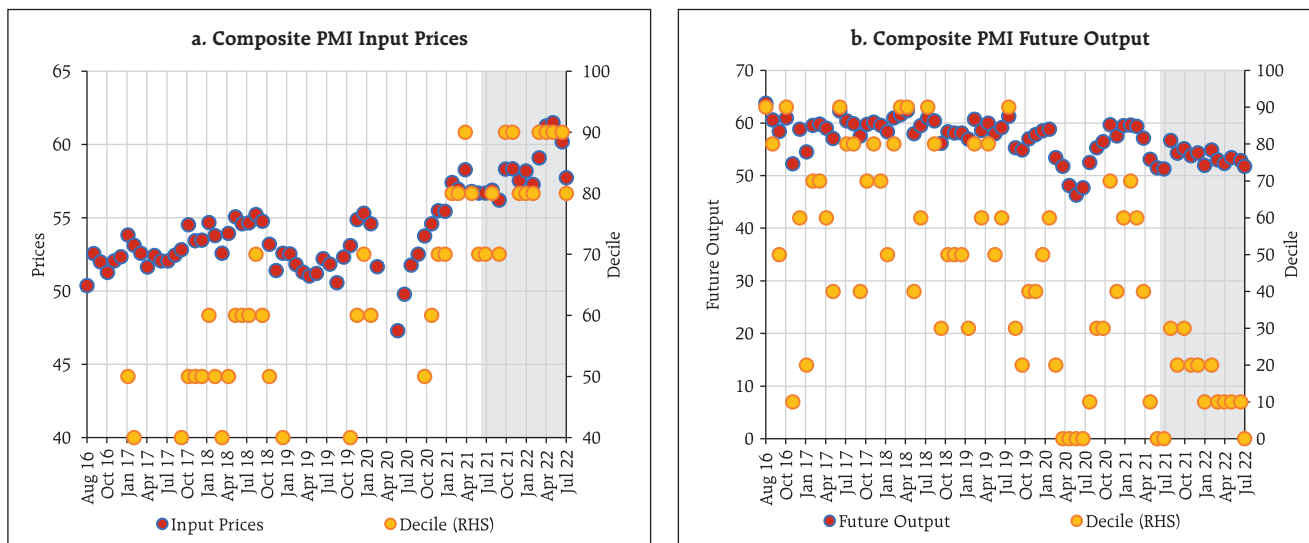 a. Composite PMI Input Prices
65
60
55
50
45
40
Prices
100
90
80
70
60
50
40
Decile
Aug 16
Oct 16
Jan 17
Apr 17
Jul 17
Oct 17
Jan 18
Apr 18
Jul 18
Oct 18
Jan 19
Apr 19
Jul 19
Oct 19
Jan 20
Apr 20
Jul 20
Oct 20
Jan 21
Apr 21
Jul 21
Oct 21
Jan 22
Apr 22
Jul 22
Input Prices
Decile (RHS)
b. Composite PMI Future Output
70
60
50
40
30
20
10
0
Future Output
100
90
80
70
60
50
40
30
20
10
0
Decile
Aug 16
Oct 16
Jan 17
Apr 17
Jul 17
Oct 17
Jan 18
Apr 18
Jul 18
Oct 18
Jan 19
Apr 19
Jul 19
Oct 19
Jan 20
Apr 20
Jul 20
Oct 20
Jan 21
Apr 21
Jul 21
Oct 21
Jan 22
Apr 22
Jul 22
Future Output
Decile (RHS)